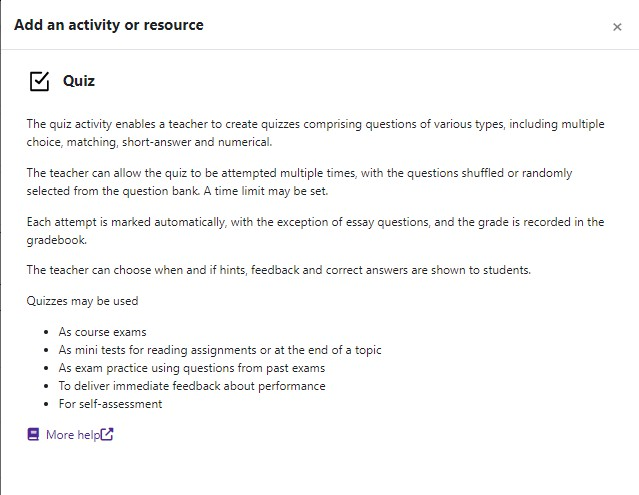 Add an activity or resource
×
Quiz
The quiz activity enables a teacher to create quizzes comprising questions of various types, including multiple
choice, matching, short-answer and numerical.
The teacher can allow the quiz to be attempted multiple times, with the questions shuffled or randomly
selected from the question bank. A time limit may be set.
Each attempt is marked automatically, with the exception of essay questions, and the grade is recorded in the
gradebook.
The teacher can choose when and if hints, feedback and correct answers are shown to students.
Quizzes may be used
• As course exams
• As mini tests for reading assignments or at the end of a topic
• As exam practice using questions from past exams
• To deliver immediate feedback about performance
• For self-assessment
More help